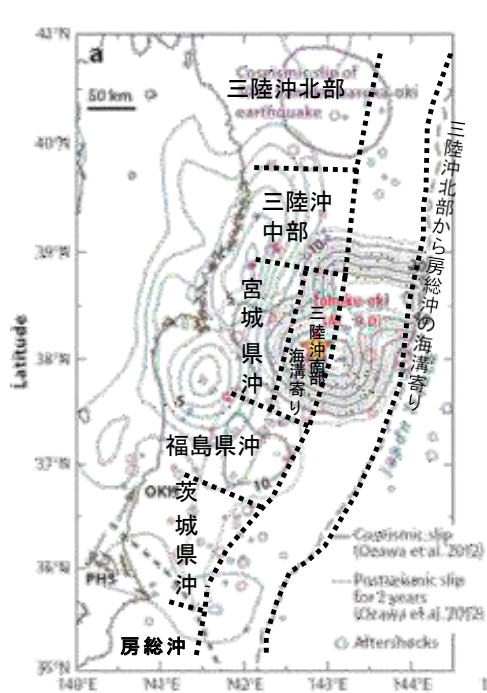 41°N
a
Coseismic slip of
三陸沖北部
earthquake
50 km
40°N
三陸沖北部から房総沖の海溝寄り
三陸沖
中部
10
39°N
宮城県沖
三陸沖南部
海溝寄り
Latitude
38°N
5
福島県沖
37°N
10
茨城県沖
Coseismic slip
(Ozawa et al. 2012)
36°N
PHS
Postseismic slip
for 2 years
(Ozawa et al. 2012)
Aftershocks
房総沖
35°N
140°E
141°E
142°E
143°E
144°E